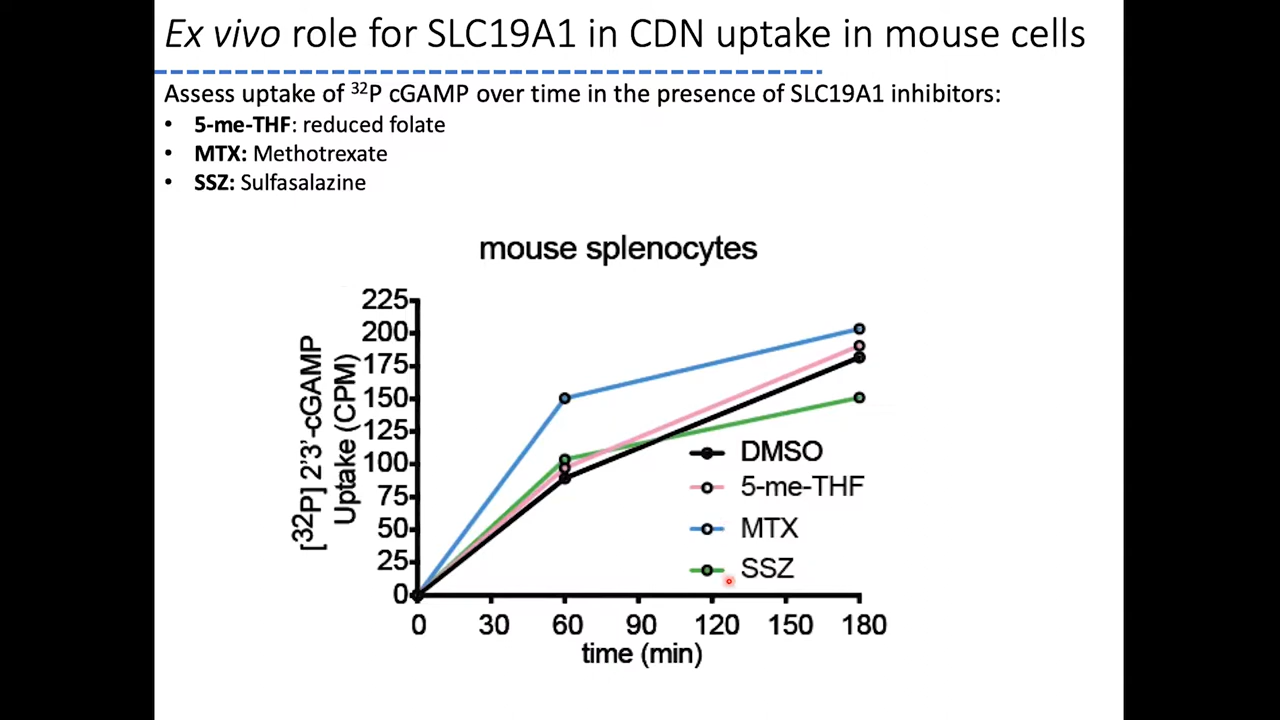 Ex vivo role for SLC19A1 in CDN uptake in mouse cells
Assess uptake of ³²P cGAMP over time in the presence of SLC19A1 inhibitors:
• 5-me-THF: reduced folate
• MTX: Methotrexate
• SSZ: Sulfasalazine
mouse splenocytes
[³²P] 2'3'-cGAMP
Uptake (CPM)
225
200
175
150
125
100
75
50
25
0
DMSO
5-me-THF
MTX
SSZ
0 30 60 90 120 150 180
time (min)